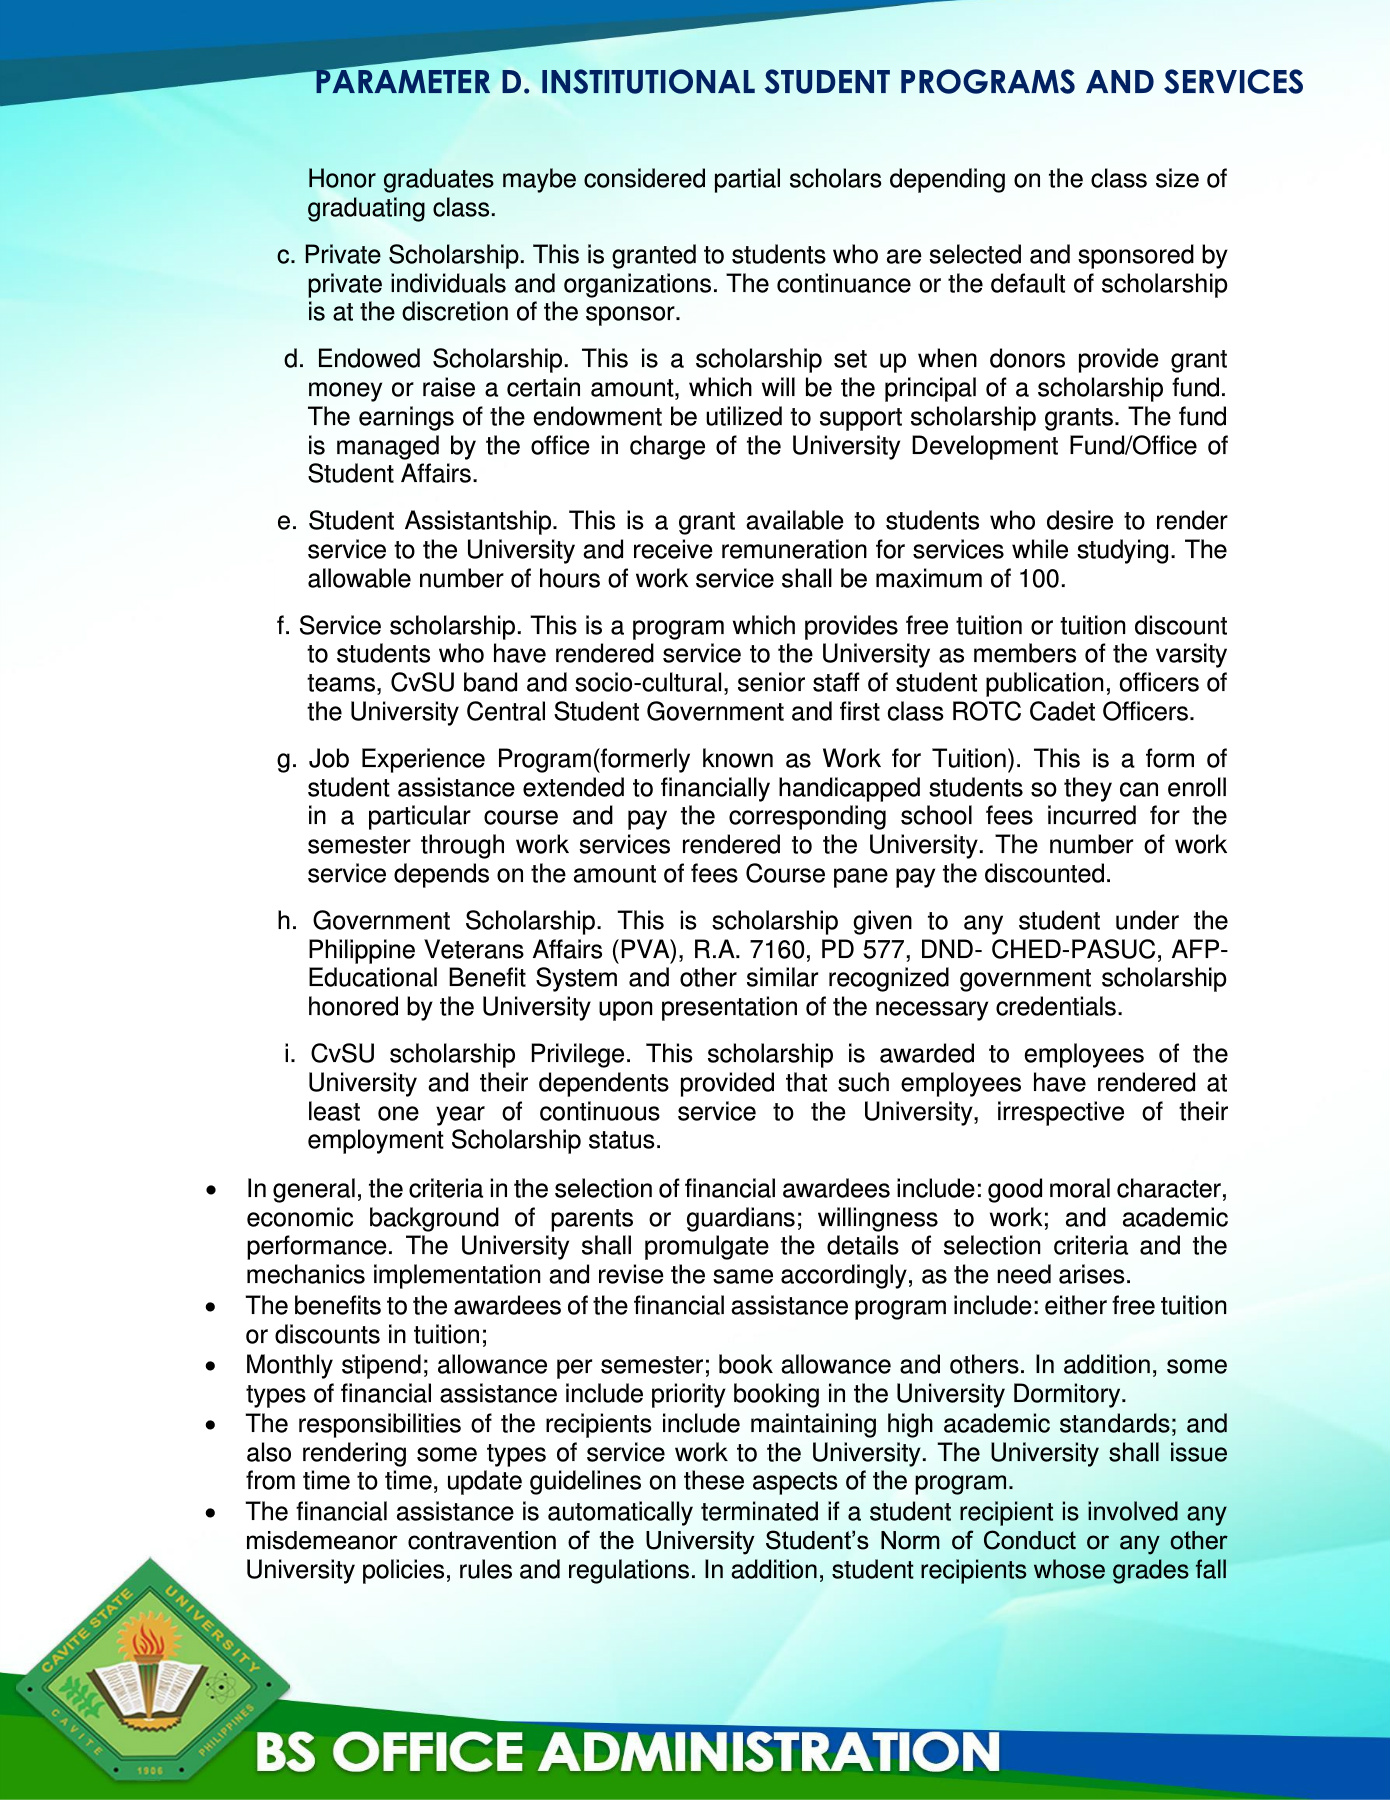 PARAMETER D. INSTITUTIONAL STUDENT PROGRAMS AND SERVICES
Honor graduates maybe considered partial scholars depending on the class size of
graduating class.
c. Private Scholarship. This is granted to students who are selected and sponsored by
private individuals and organizations. The continuance or the default of scholarship
is at the discretion of the sponsor.
d. Endowed Scholarship. This is a scholarship set up when donors provide grant
money or raise a certain amount, which will be the principal of a scholarship fund.
The earnings of the endowment be utilized to support scholarship grants. The fund
is managed by the office in charge of the University Development Fund/Office of
Student Affairs.
e. Student Assistantship. This is a grant available to students who desire to render
service to the University and receive remuneration for services while studying. The
allowable number of hours of work service shall be maximum of 100.
f. Service scholarship. This is a program which provides free tuition or tuition discount
to students who have rendered service to the University as members of the varsity
teams, CvSU band and socio-cultural, senior staff of student publication, officers of
the University Central Student Government and first class ROTC Cadet Officers.
g. Job Experience Program(formerly known as Work for Tuition). This is a form of
student assistance extended to financially handicapped students so they can enroll
in a particular course and pay the corresponding school fees incurred for the
semester through work services rendered to the University. The number of work
service depends on the amount of fees Course pane pay the discounted.
h. Government Scholarship. This is scholarship given to any student under the
Philippine Veterans Affairs (PVA), R.A. 7160, PD 577, DND- CHED-PASUC, AFP-
Educational Benefit System and other similar recognized government scholarship
honored by the University upon presentation of the necessary credentials.
i. CvSU scholarship Privilege. This scholarship is awarded to employees of the
University and their dependents provided that such employees have rendered at
least one year of continuous service to the University, irrespective of their
employment Scholarship status.
• In general, the criteria in the selection of financial awardees include: good moral character,
economic background of parents or guardians; willingness to work; and academic
performance. The University shall promulgate the details of selection criteria and the
mechanics implementation and revise the same accordingly, as the need arises.
• The benefits to the awardees of the financial assistance program include: either free tuition
or discounts in tuition;
• Monthly stipend; allowance per semester; book allowance and others. In addition, some
types of financial assistance include priority booking in the University Dormitory.
• The responsibilities of the recipients include maintaining high academic standards; and
also rendering some types of service work to the University. The University shall issue
from time to time, update guidelines on these aspects of the program.
• The financial assistance is automatically terminated if a student recipient is involved any
misdemeanor contravention of the University Student’s Norm of Conduct or any other
University policies, rules and regulations. In addition, student recipients whose grades fall
CAVITE STATE UNIVERSITY
CAVITE PHILIPPINES
• 1906 •
BS OFFICE ADMINISTRATION